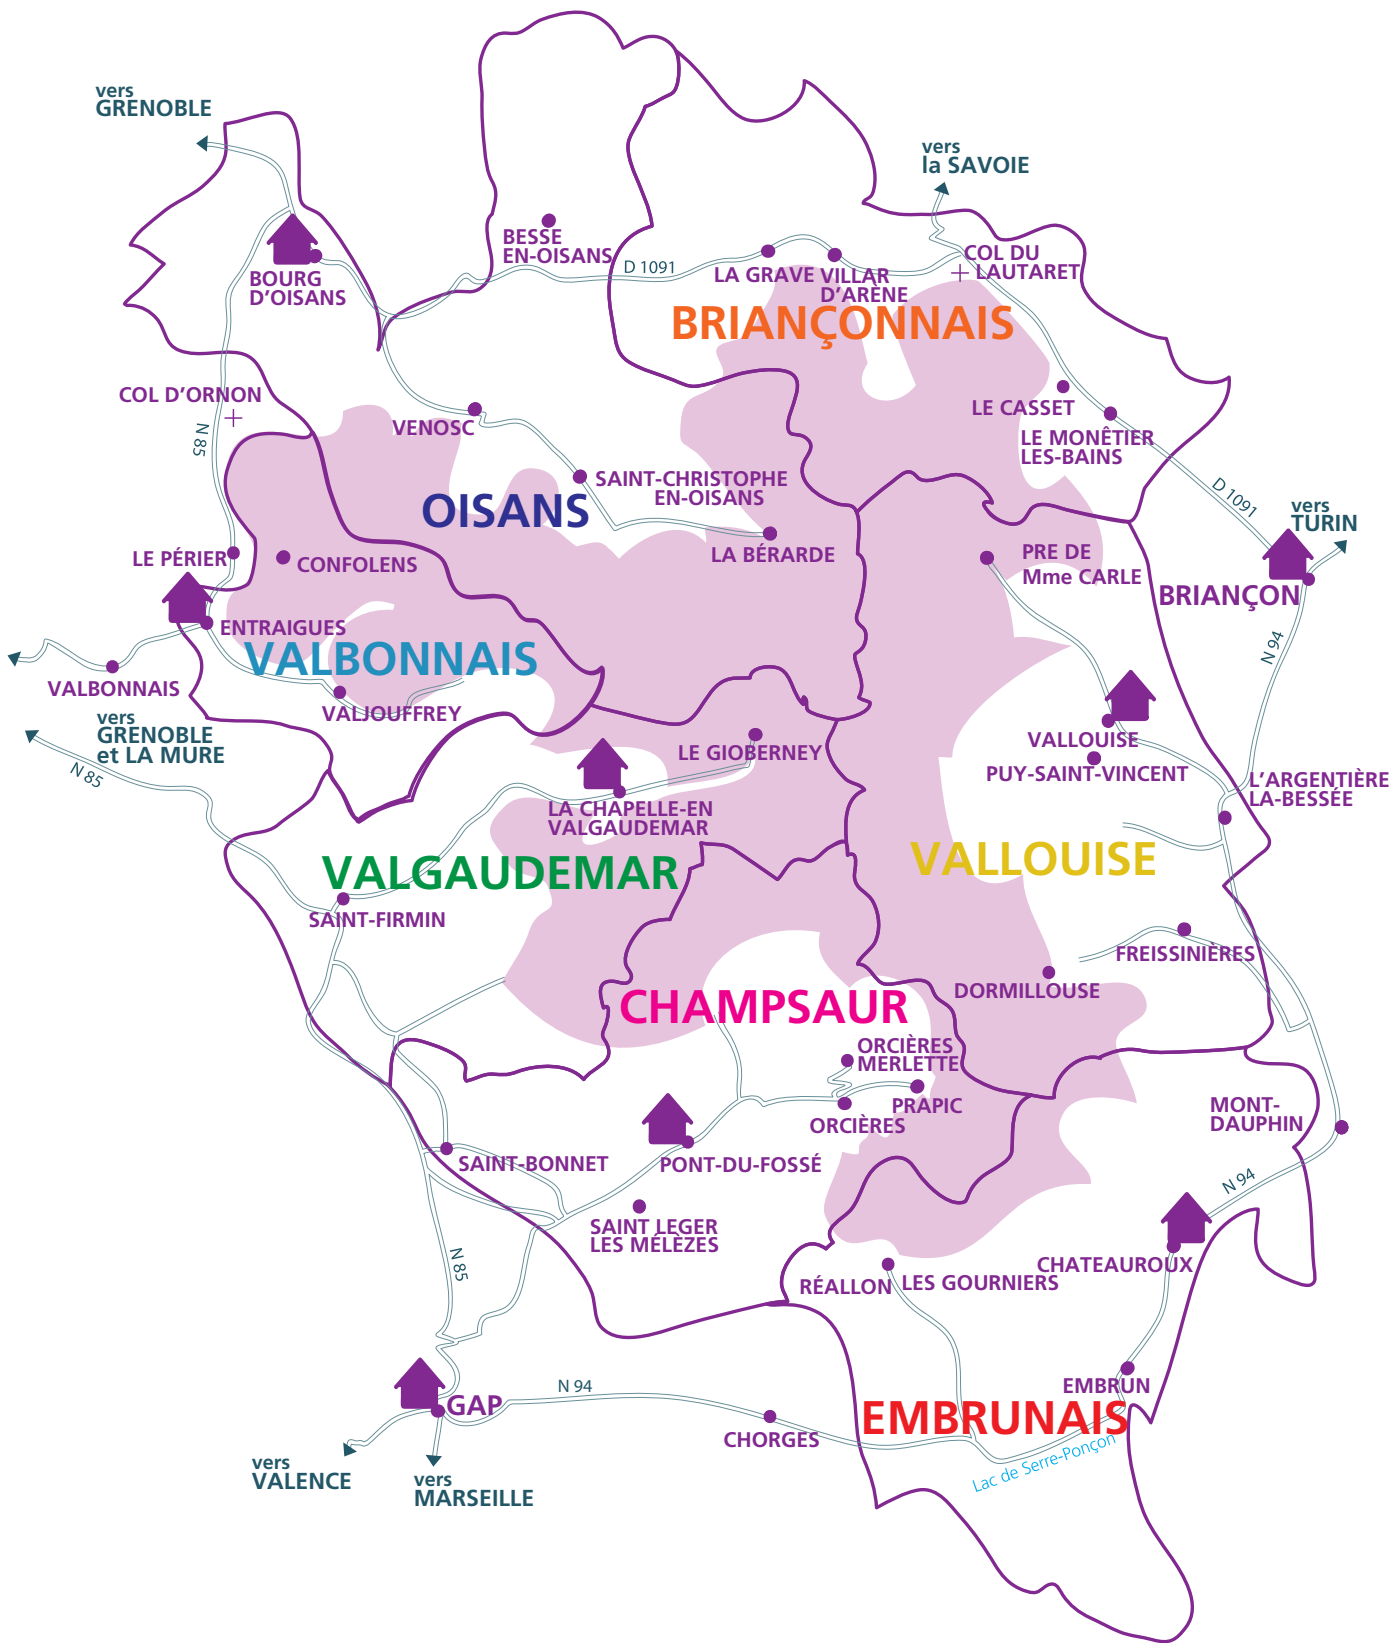 vers
GRENOBLE
vers
la SAVOIE
BESSE
EN-OISANS
D 1091
LA GRAVE
VILLAR
D'ARÈNE
COL DU
LAUTARET
BOURG
D'OISANS
BRIANÇONNAIS
COL D'ORNON
N 85
VENOSC
LE CASSET
LE MONÊTIER
LES-BAINS
SAINT-CHRISTOPHE
EN-OISANS
OISANS
D 1091
vers
TURIN
LA BÉRARDE
LE PÉRIER
CONFOLENS
PRE DE
Mme CARLE
BRIANÇON
ENTRAIGUES
VALBONNAIS
N 94
VALBONNAIS
VALJOUFFREY
vers
GRENOBLE
et LA MURE
N 85
LE GIOBERNEY
VALLOUISE
PUY-SAINT-VINCENT
L'ARGENTIÈRE
LA-BESSÉE
LA CHAPELLE-EN
VALGAUDEMAR
VALGAUDEMAR
VALLOUISE
SAINT-FIRMIN
FREISSINIÈRES
DORMILLOUSE
CHAMPSAUR
ORCIÈRES
MERLETTE
PRAPIC
ORCIÈRES
MONT-
DAUPHIN
SAINT-BONNET
PONT-DU-FOSSÉ
N 94
SAINT LEGER
LES MÉLÈZES
N 85
CHATEAUROUX
RÉALLON
LES GOURNIERS
N 94
EMBRUN
GAP
EMBRUNAIS
CHORGES
Lac de Serre-Ponçon
vers
VALENCE
vers
MARSEILLE